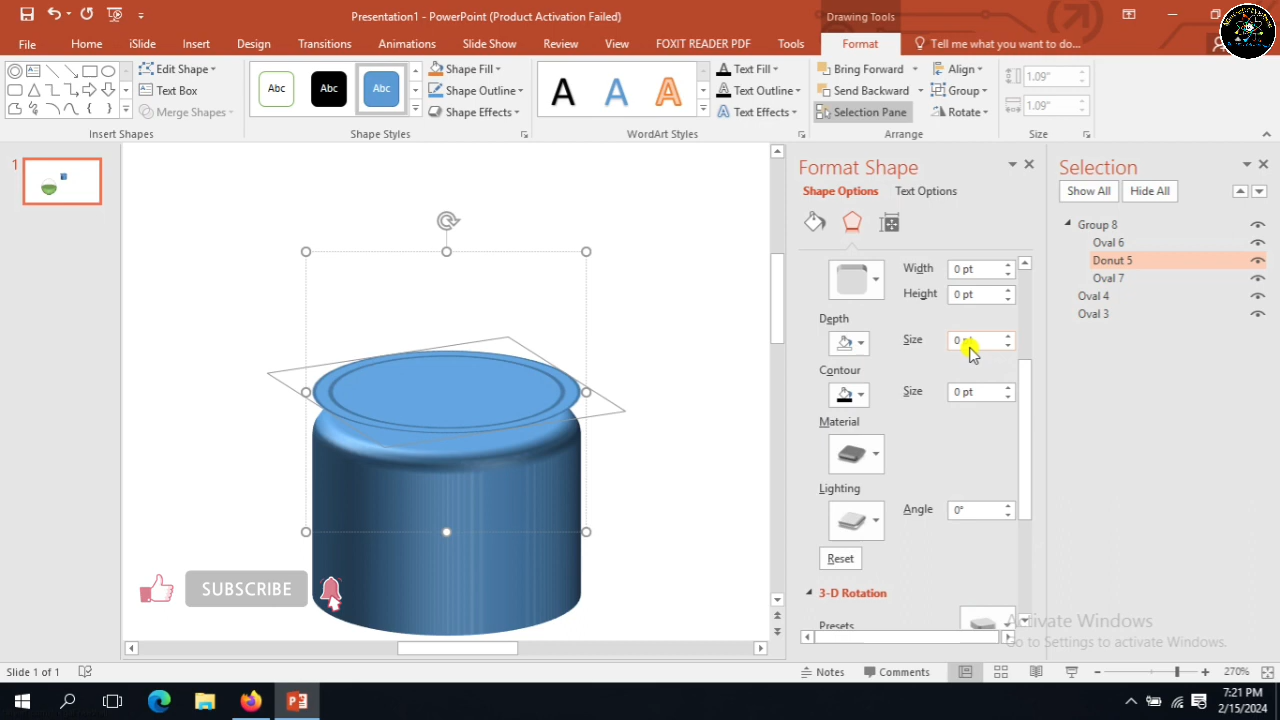 Presentation1 - PowerPoint (Product Activation Failed)
Drawing Tools
File Home iSlide Insert Design Transitions Animations Slide Show Review View FOXIT READER PDF Tools Format Tell me what you want to do...
Edit Shape
Text Box
Merge Shapes
Insert Shapes
Abc Abc Abc
Shape Fill
Shape Outline
Shape Effects
Shape Styles
A A A
Text Fill
Text Outline
Text Effects
WordArt Styles
Bring Forward
Send Backward
Selection Pane
Align
Group
Rotate
Arrange
1.09"
1.09"
Size
1
Format Shape
Shape Options Text Options
Width 0 pt
Height 0 pt
Depth
Size 0 pt
Contour
Size 0 pt
Material
Lighting
Angle 0°
Reset
3-D Rotation
Presets
Selection
Show All Hide All
Group 8
Oval 6
Donut 5
Oval 7
Oval 4
Oval 3
SUBSCRIBE
Activate Windows
Go to Settings to activate Windows.
Slide 1 of 1
Notes
Comments
270%
7:21 PM
2/15/2024